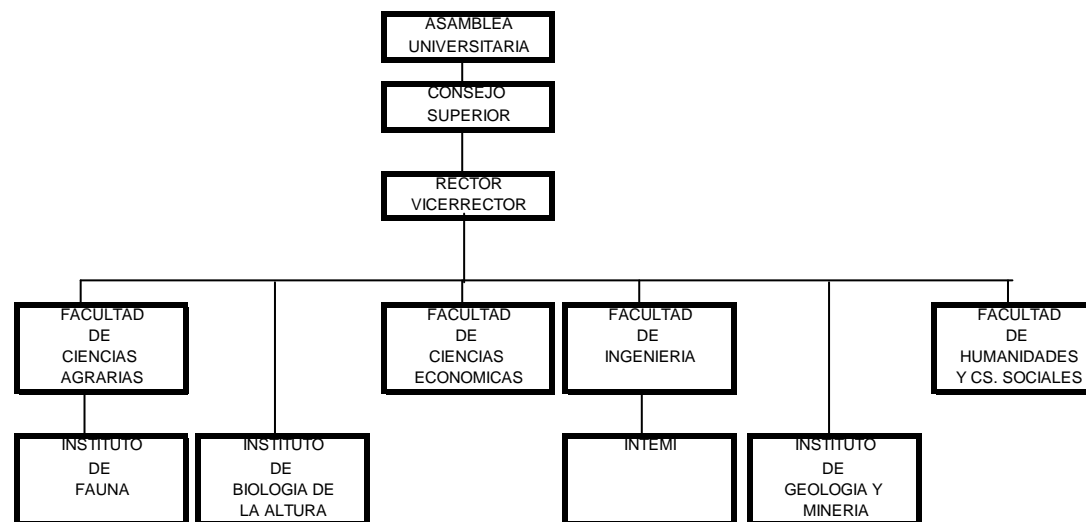 ASAMBLEA
UNIVERSITARIA
CONSEJO
SUPERIOR
RECTOR
VICERRECTOR
FACULTAD
DE
CIENCIAS
AGRARIAS
FACULTAD
DE
CIENCIAS
ECONOMICAS
FACULTAD
DE
INGENIERIA
FACULTAD
DE
HUMANIDADES
Y CS. SOCIALES
INSTITUTO
DE
FAUNA
INSTITUTO
DE
BIOLOGIA DE
LA ALTURA
INTEMI
INSTITUTO
DE
GEOLOGIA Y
MINERIA